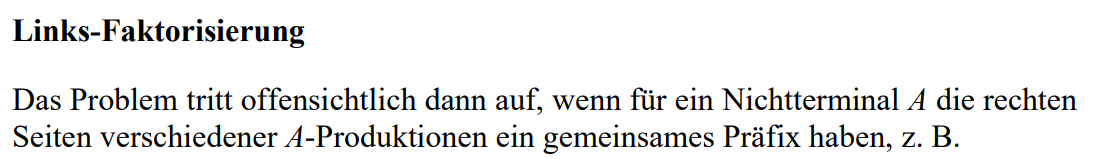 Links-Faktorisierung
Das Problem tritt offensichtlich dann auf, wenn für ein Nichtterminal A die rechten
Seiten verschiedener A-Produktionen ein gemeinsames Präfix haben, z. B.